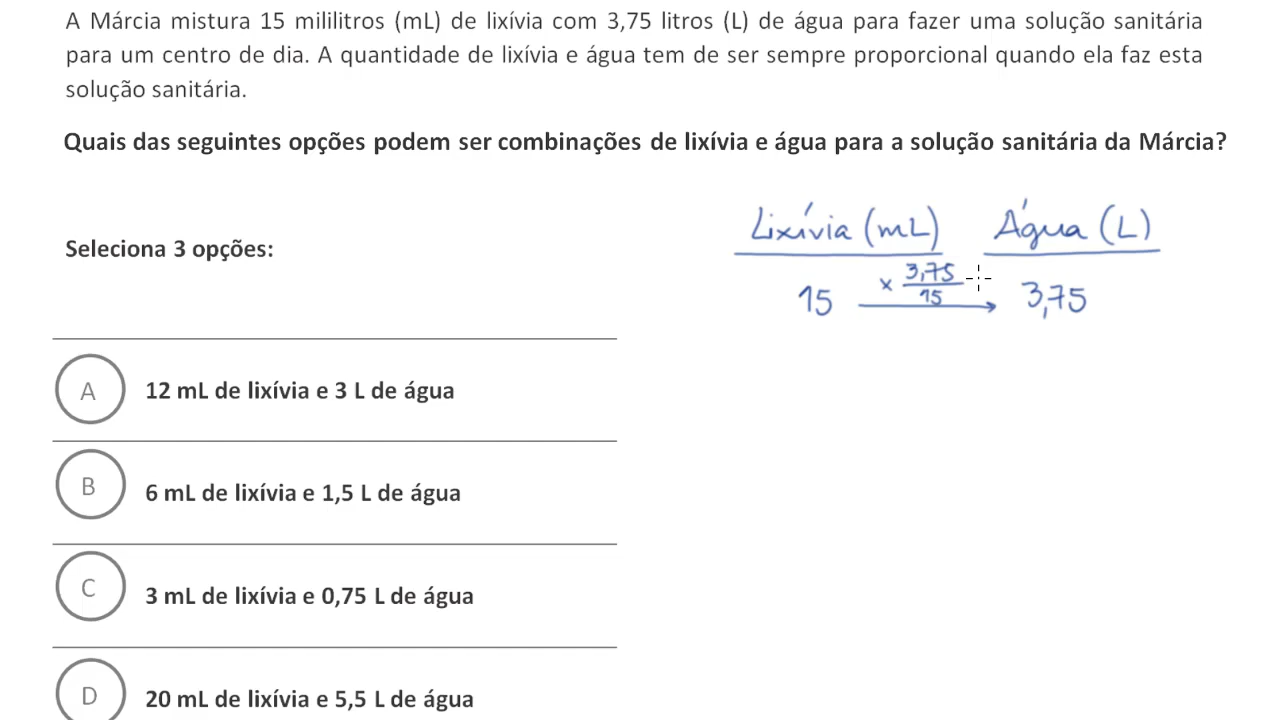 A Márcia mistura 15 mililitros (mL) de lixívia com 3,75 litros (L) de água para fazer uma solução sanitária
para um centro de dia. A quantidade de lixívia e água tem de ser sempre proporcional quando ela faz esta
solução sanitária.
Quais das seguintes opções podem ser combinações de lixívia e água para a solução sanitária da Márcia?
Seleciona 3 opções:
Lixívia (mL) Água (L)
15 × 3,75/15 → 3,75
A 12 mL de lixívia e 3 L de água
B 6 mL de lixívia e 1,5 L de água
C 3 mL de lixívia e 0,75 L de água
D 20 mL de lixívia e 5,5 L de água